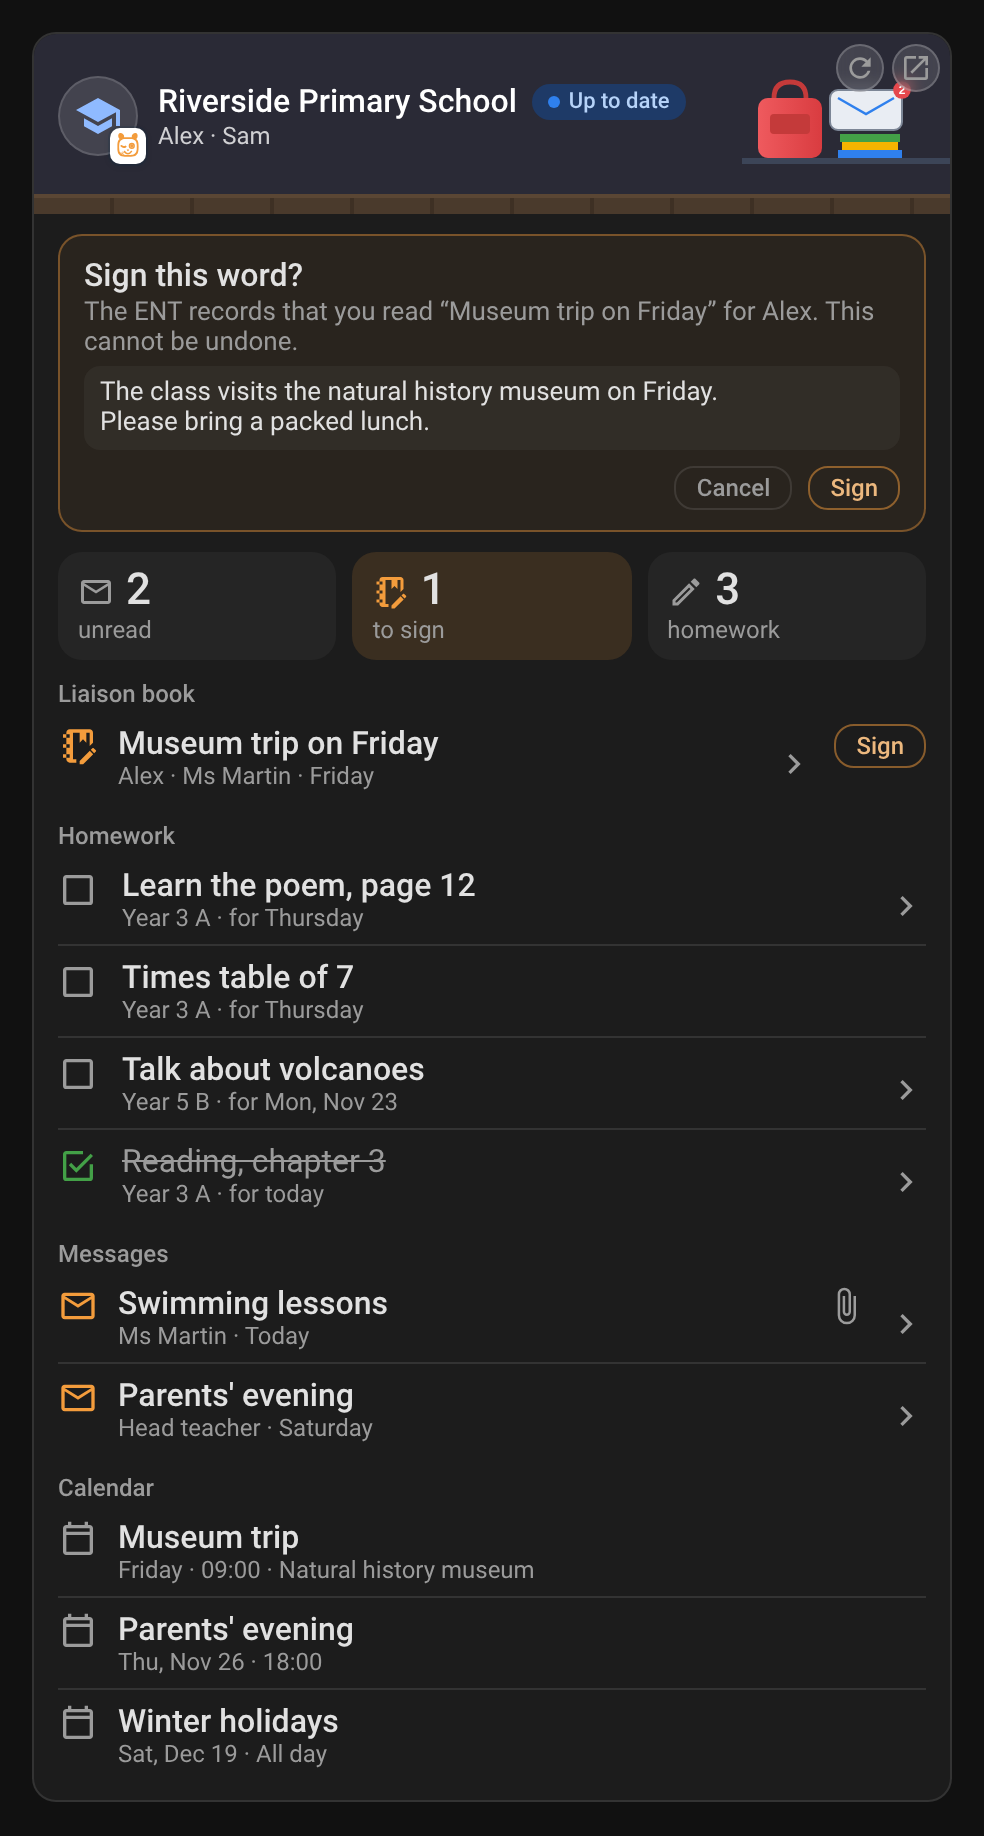 Riverside Primary School
Up to date
Alex · Sam
2
Sign this word?
The ENT records that you read “Museum trip on Friday” for Alex. This
cannot be undone.
The class visits the natural history museum on Friday.
Please bring a packed lunch.
Cancel
Sign
2
unread
1
to sign
3
homework
Liaison book
Museum trip on Friday
Alex · Ms Martin · Friday
Sign
Homework
Learn the poem, page 12
Year 3 A · for Thursday
Times table of 7
Year 3 A · for Thursday
Talk about volcanoes
Year 5 B · for Mon, Nov 23
Reading, chapter 3
Year 3 A · for today
Messages
Swimming lessons
Ms Martin · Today
Parents' evening
Head teacher · Saturday
Calendar
Museum trip
Friday · 09:00 · Natural history museum
Parents' evening
Thu, Nov 26 · 18:00
Winter holidays
Sat, Dec 19 · All day